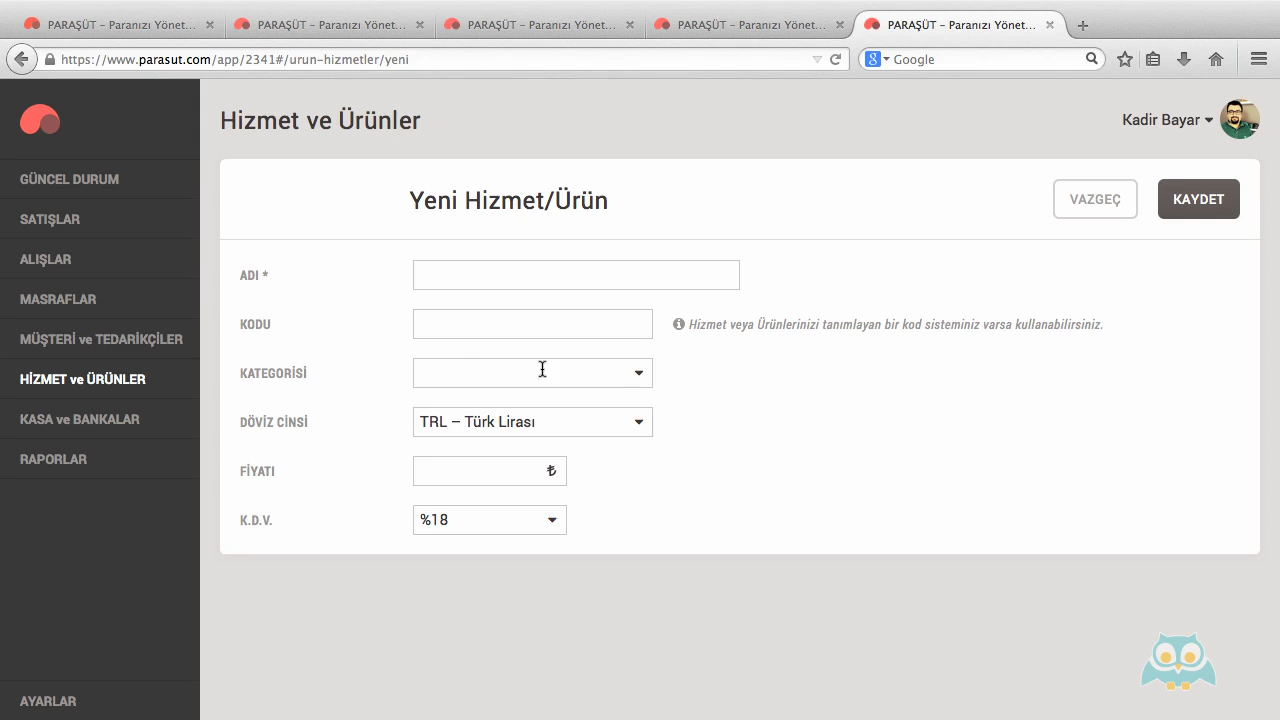 PARAŞÜT – Paranızı Yönet...
PARAŞÜT – Paranızı Yönet...
PARAŞÜT – Paranızı Yönet...
PARAŞÜT – Paranızı Yönet...
PARAŞÜT – Paranızı Yönet...
https://www.parasut.com/app/2341#/urun-hizmetler/yeni
Google
Hizmet ve Ürünler
Kadir Bayar
GÜNCEL DURUM
SATIŞLAR
ALIŞLAR
MASRAFLAR
MÜŞTERİ ve TEDARİKÇİLER
HİZMET ve ÜRÜNLER
KASA ve BANKALAR
RAPORLAR
AYARLAR
Yeni Hizmet/Ürün
VAZGEÇ
KAYDET
ADI *
KODU
Hizmet veya Ürünlerinizi tanımlayan bir kod sisteminiz varsa kullanabilirsiniz.
KATEGORİSİ
DÖVİZ CİNSİ
TRL – Türk Lirası
FİYATI
₺
K.D.V.
%18